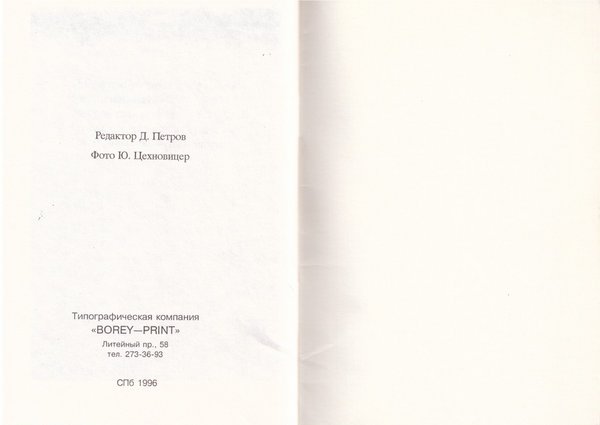 Редактор Д. Петров
Фото Ю. Цехновицер
Типографическая компания
«BOREY—PRINT»
Литейный пр., 58
тел. 273-36-93
СПб 1996